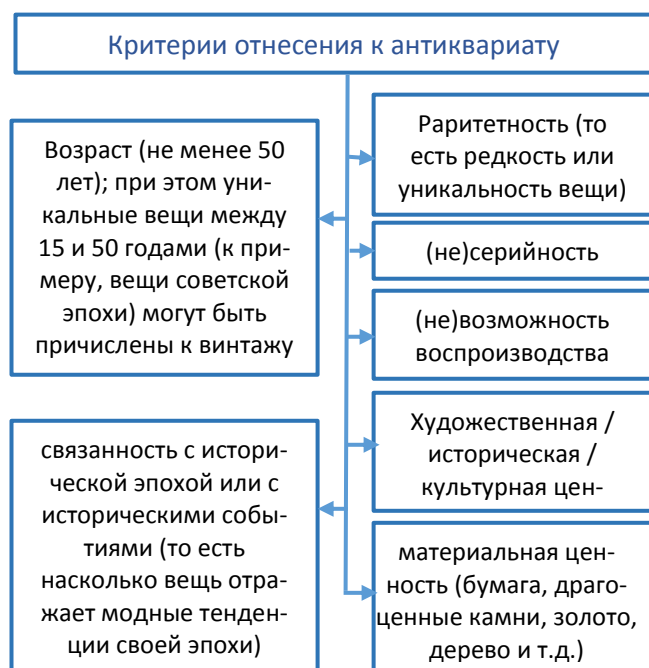 Критерии отнесения к антиквариату
Возраст (не менее 50
лет); при этом уни-
кальные вещи между
15 и 50 годами (к при-
меру, вещи советской
эпохи) могут быть
причислены к винтажу
связанность с истори-
ческой эпохой или с
историческими собы-
тиями (то есть
насколько вещь отра-
жает модные тенден-
ции своей эпохи)
Раритетность (то
есть редкость или
уникальность вещи)
(не)серийность
(не)возможность
воспроизводства
Художественная /
историческая /
культурная цен-
материальная цен-
ность (бумага, драго-
ценные камни, золото,
дерево и т.д.)